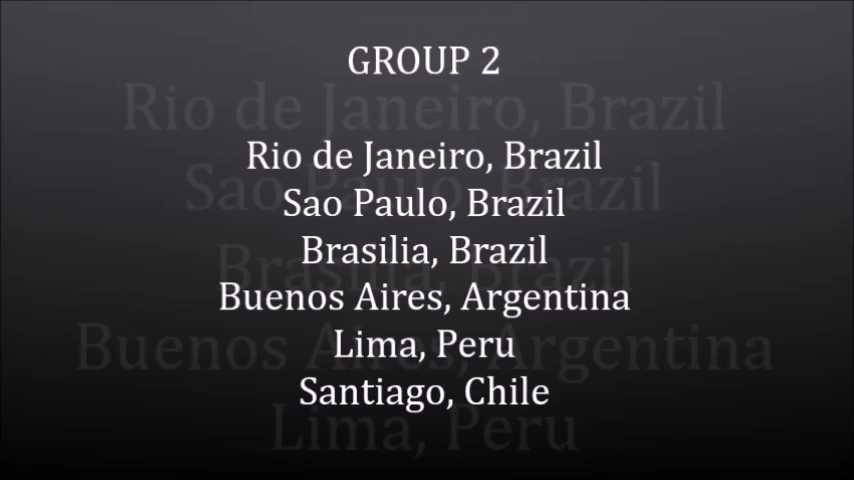 GROUP 2
Rio de Janeiro, Brazil
Sao Paulo, Brazil
Brasilia, Brazil
Buenos Aires, Argentina
Lima, Peru
Santiago, Chile